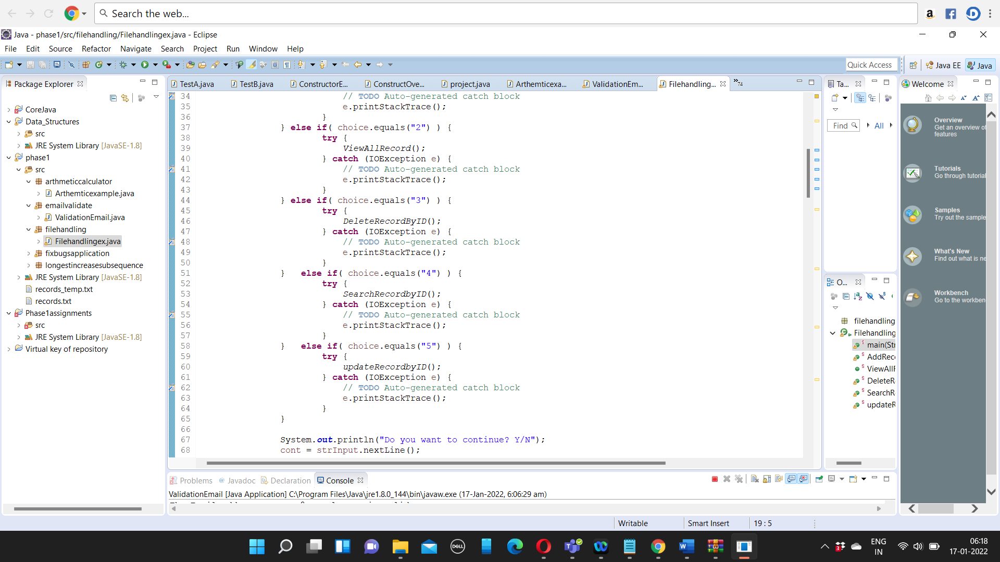 Search the web...
Java - phase1/src/filehandling/Filehandlingex.java - Eclipse
File Edit Source Refactor Navigate Search Project Run Window Help
Quick Access
Java EE
Java
Package Explorer
CoreJava
Data_Structures
src
JRE System Library [JavaSE-1.8]
phase1
src
arthmeticcalculator
Arthemticexample.java
emailvalidate
ValidationEmail.java
filehandling
Filehandlingex.java
fixbugsapplication
longestincreasesubsequence
JRE System Library [JavaSE-1.8]
records_temp.txt
records.txt
Phase1assignments
src
JRE System Library [JavaSE-1.8]
Virtual key of repository
TestA.java TestB.java ConstructorE... ConstructOve... project.java Arthemticexa... ValidationEm... Filehandling... »74
34 // TODO Auto-generated catch block
35 e.printStackTrace();
36 }
37 } else if( choice.equals("2") ) {
38 try {
39 ViewAllRecord();
40 } catch (IOException e) {
41 // TODO Auto-generated catch block
42 e.printStackTrace();
43 }
44 } else if( choice.equals("3") ) {
45 try {
46 DeleteRecordByID();
47 } catch (IOException e) {
48 // TODO Auto-generated catch block
49 e.printStackTrace();
50 }
51 } else if( choice.equals("4") ) {
52 try {
53 SearchRecordbyID();
54 } catch (IOException e) {
55 // TODO Auto-generated catch block
56 e.printStackTrace();
57 }
58 } else if( choice.equals("5") ) {
59 try {
60 updateRecordbyID();
61 } catch (IOException e) {
62 // TODO Auto-generated catch block
63 e.printStackTrace();
64 }
65 }
66
67 System.out.println("Do you want to continue? Y/N");
68 cont = strInput.nextLine();
Ta...
Find
All
O...
filehandling
Filehandling
main(Str
AddReco
ViewAllR
DeleteRe
SearchRe
updateR
Welcome
Overview
Get an overview of
features
Tutorials
Go through tutorial
Samples
Try out the sample
What's New
Find out what is ne
Workbench
Go to the workben
Problems Javadoc Declaration Console
ValidationEmail [Java Application] C:\Program Files\Java\jre1.8.0_144\bin\javaw.exe (17-Jan-2022, 6:06:29 am)
Writable Smart Insert 19 : 5
DELL
ENG
IN
06:18
17-01-2022